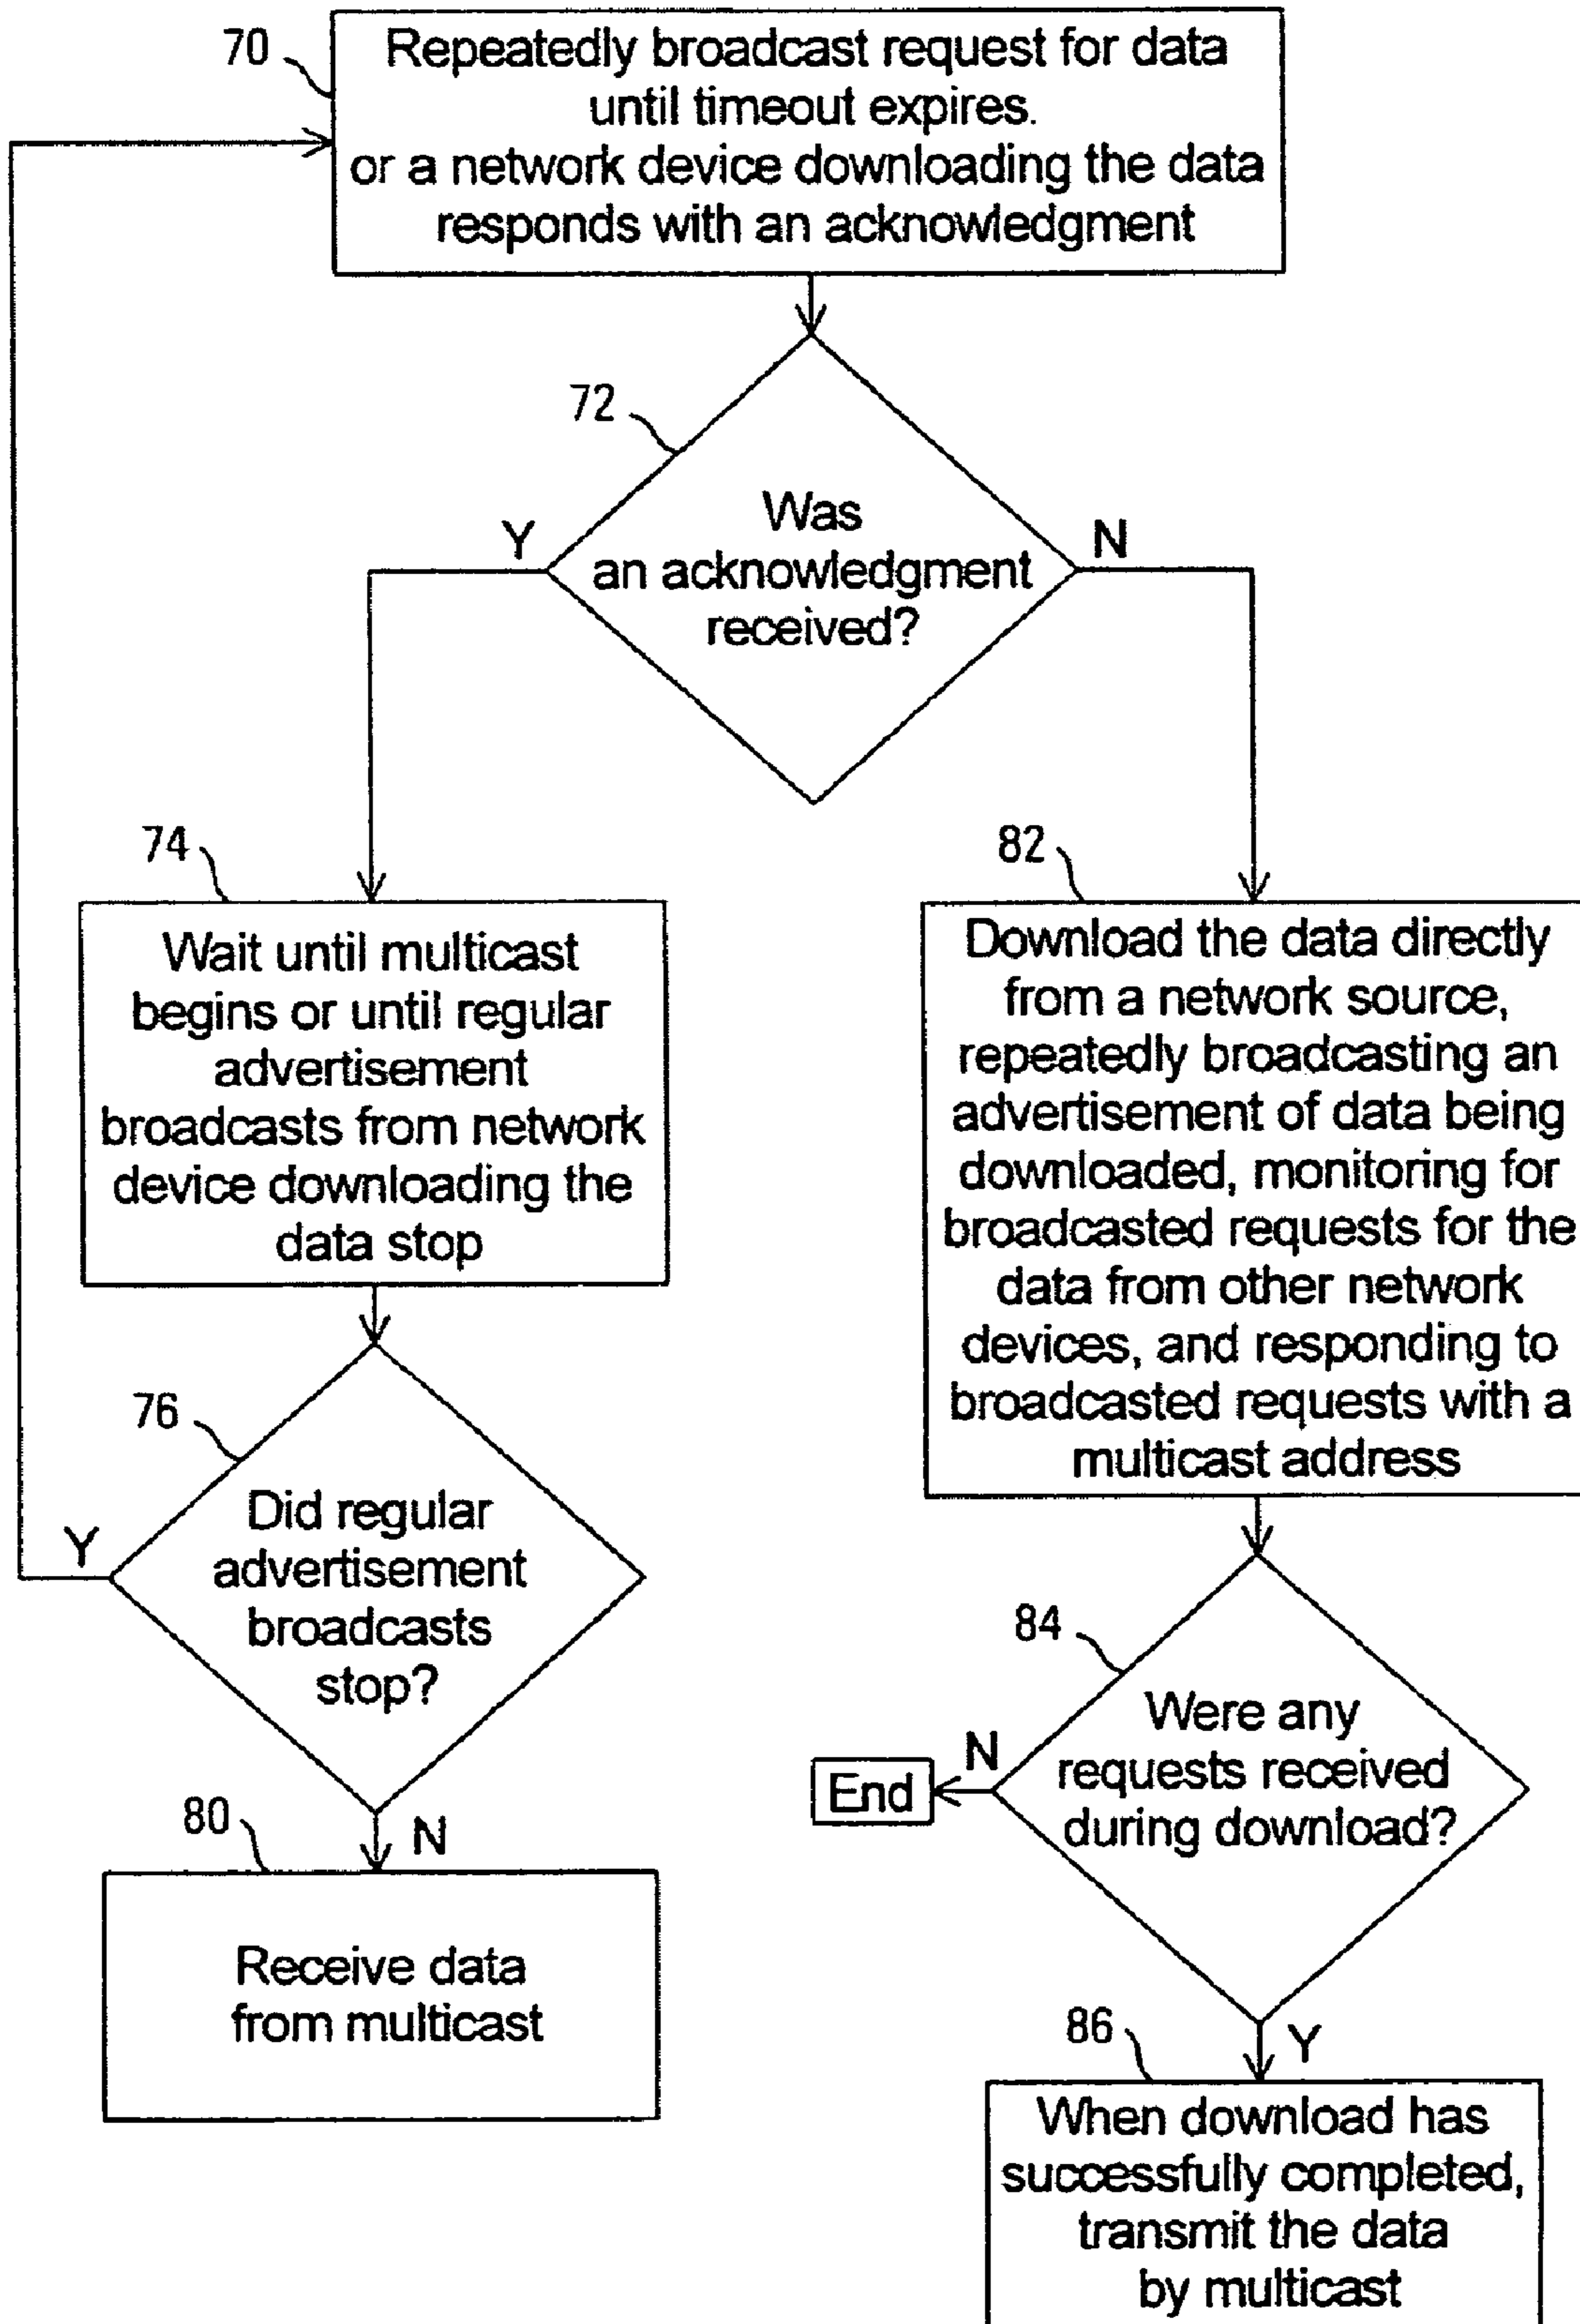 70
Repeatedly broadcast request for data
until timeout expires.
or a network device downloading the data
responds with an acknowledgment
72
Was
an acknowledgment
received?
Y
N
74
Wait until multicast
begins or until regular
advertisement
broadcasts from network
device downloading the
data stop
82
Download the data directly
from a network source,
repeatedly broadcasting an
advertisement of data being
downloaded, monitoring for
broadcasted requests for the
data from other network
devices, and responding to
broadcasted requests with a
multicast address
76
Did regular
advertisement
broadcasts
stop?
Y
N
84
Were any
requests received
during download?
N
End
Y
80
Receive data
from multicast
86
When download has
successfully completed,
transmit the data
by multicast